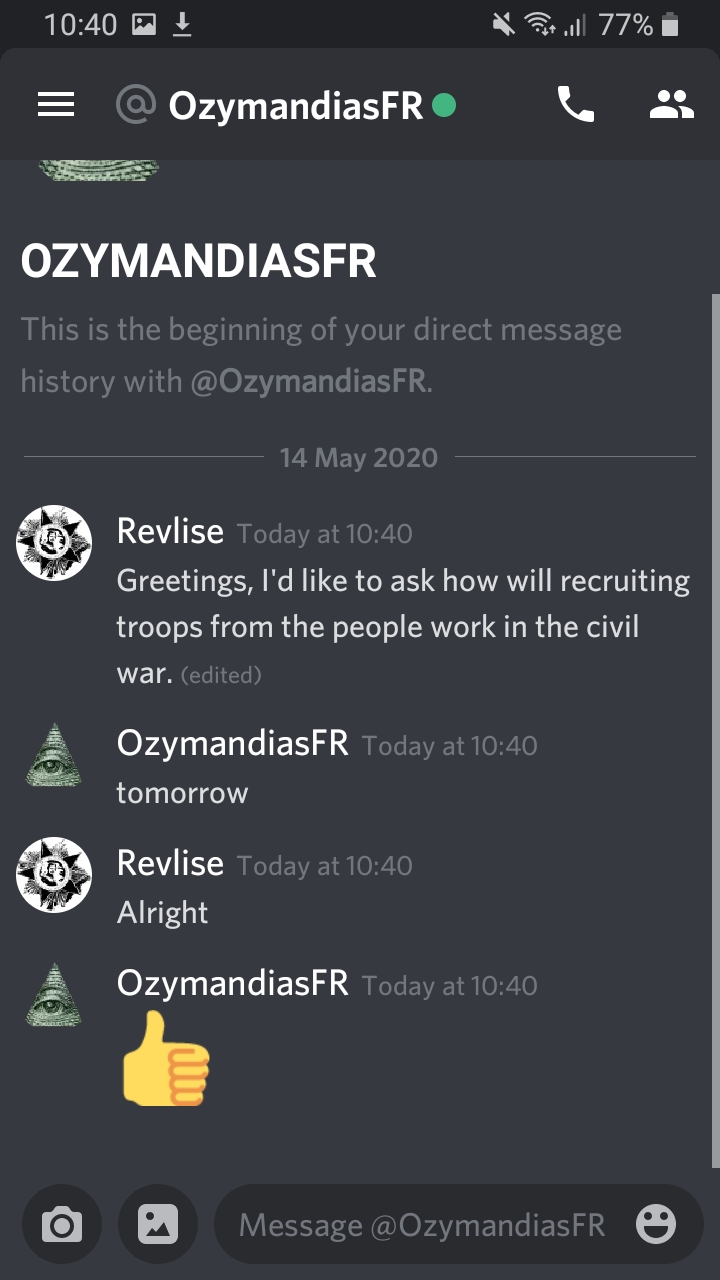 10:40 77%
@ OzymandiasFR
OZYMANDIASFR
This is the beginning of your direct message
history with @OzymandiasFR.
14 May 2020
Revlise Today at 10:40
Greetings, I'd like to ask how will recruiting
troops from the people work in the civil
war. (edited)
OzymandiasFR Today at 10:40
tomorrow
Revlise Today at 10:40
Alright
OzymandiasFR Today at 10:40
Message @OzymandiasFR